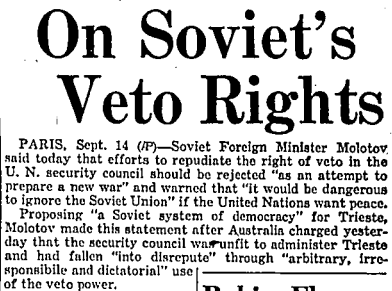 On Soviet's
Veto Rights
PARIS, Sept. 14 (AP)—Soviet Foreign Minister Molotov
said today that efforts to repudiate the right of veto in the
U. N. security council should be rejected "as an attempt to
prepare a new war" and warned that "it would be dangerous
to ignore the Soviet Union" if the United Nations want peace.
Proposing "a Soviet system of democracy" for Trieste,
Molotov made this statement after Australia charged yester-
day that the security council was unfit to administer Trieste
and had fallen "into disrepute" through "arbitrary, irre-
sponsibile and dictatorial" use
of the veto power.